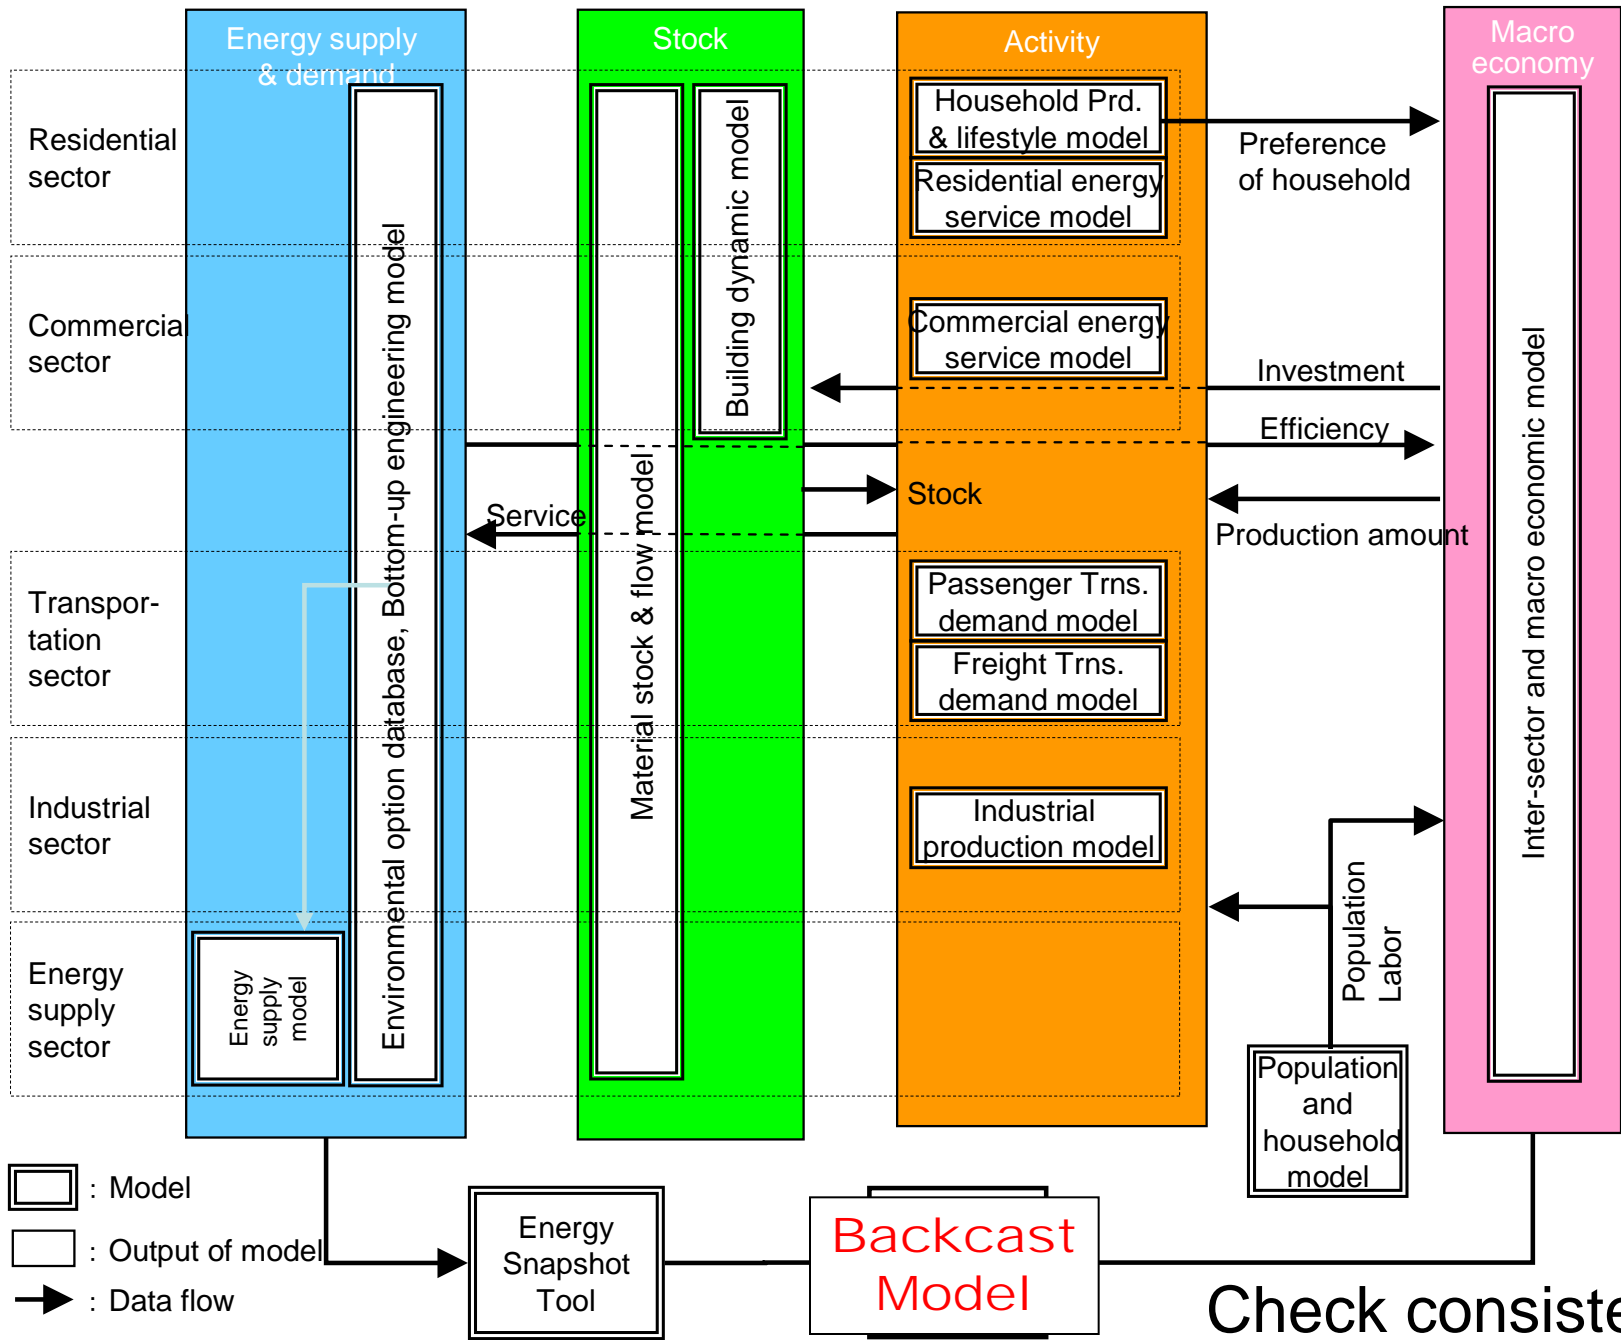 Energy supply
& demand
Stock
Activity
Macro
economy
Residential
sector
Commercial
sector
Transpor-
tation
sector
Industrial
sector
Energy
supply
sector
Environmental option database, Bottom-up engineering model
Energy
supply
model
Material stock & flow model
Building dynamic model
Household Prd.
& lifestyle model
Residential energy
service model
Commercial energy
service model
Passenger Trns.
demand model
Freight Trns.
demand model
Industrial
production model
Inter-sector and macro economic model
Preference
of household
Investment
Efficiency
Stock
Service
Production amount
Population
Labor
Population
and
household
model
: Model
: Output of model
: Data flow
Energy
Snapshot
Tool
Backcast
Model
Check consiste